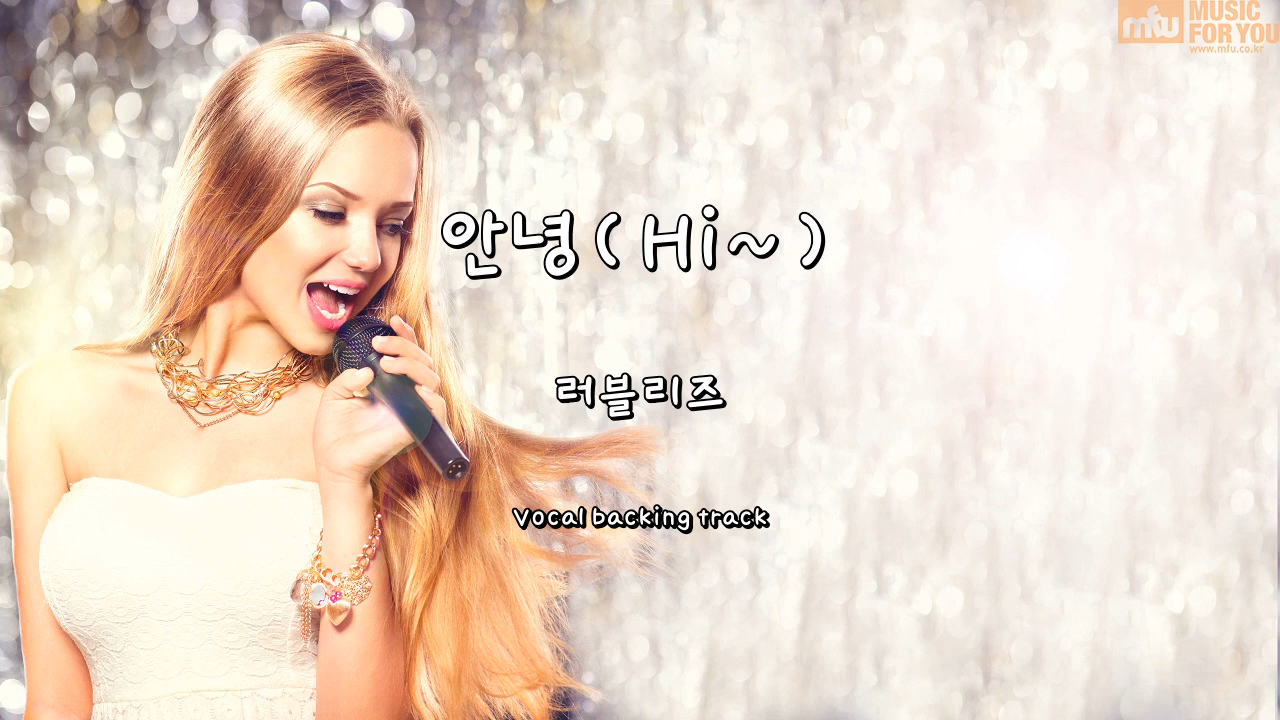 mfu MUSIC
FOR YOU
www.mfu.co.kr
안녕 ( Hi~ )
러블리즈
Vocal backing track